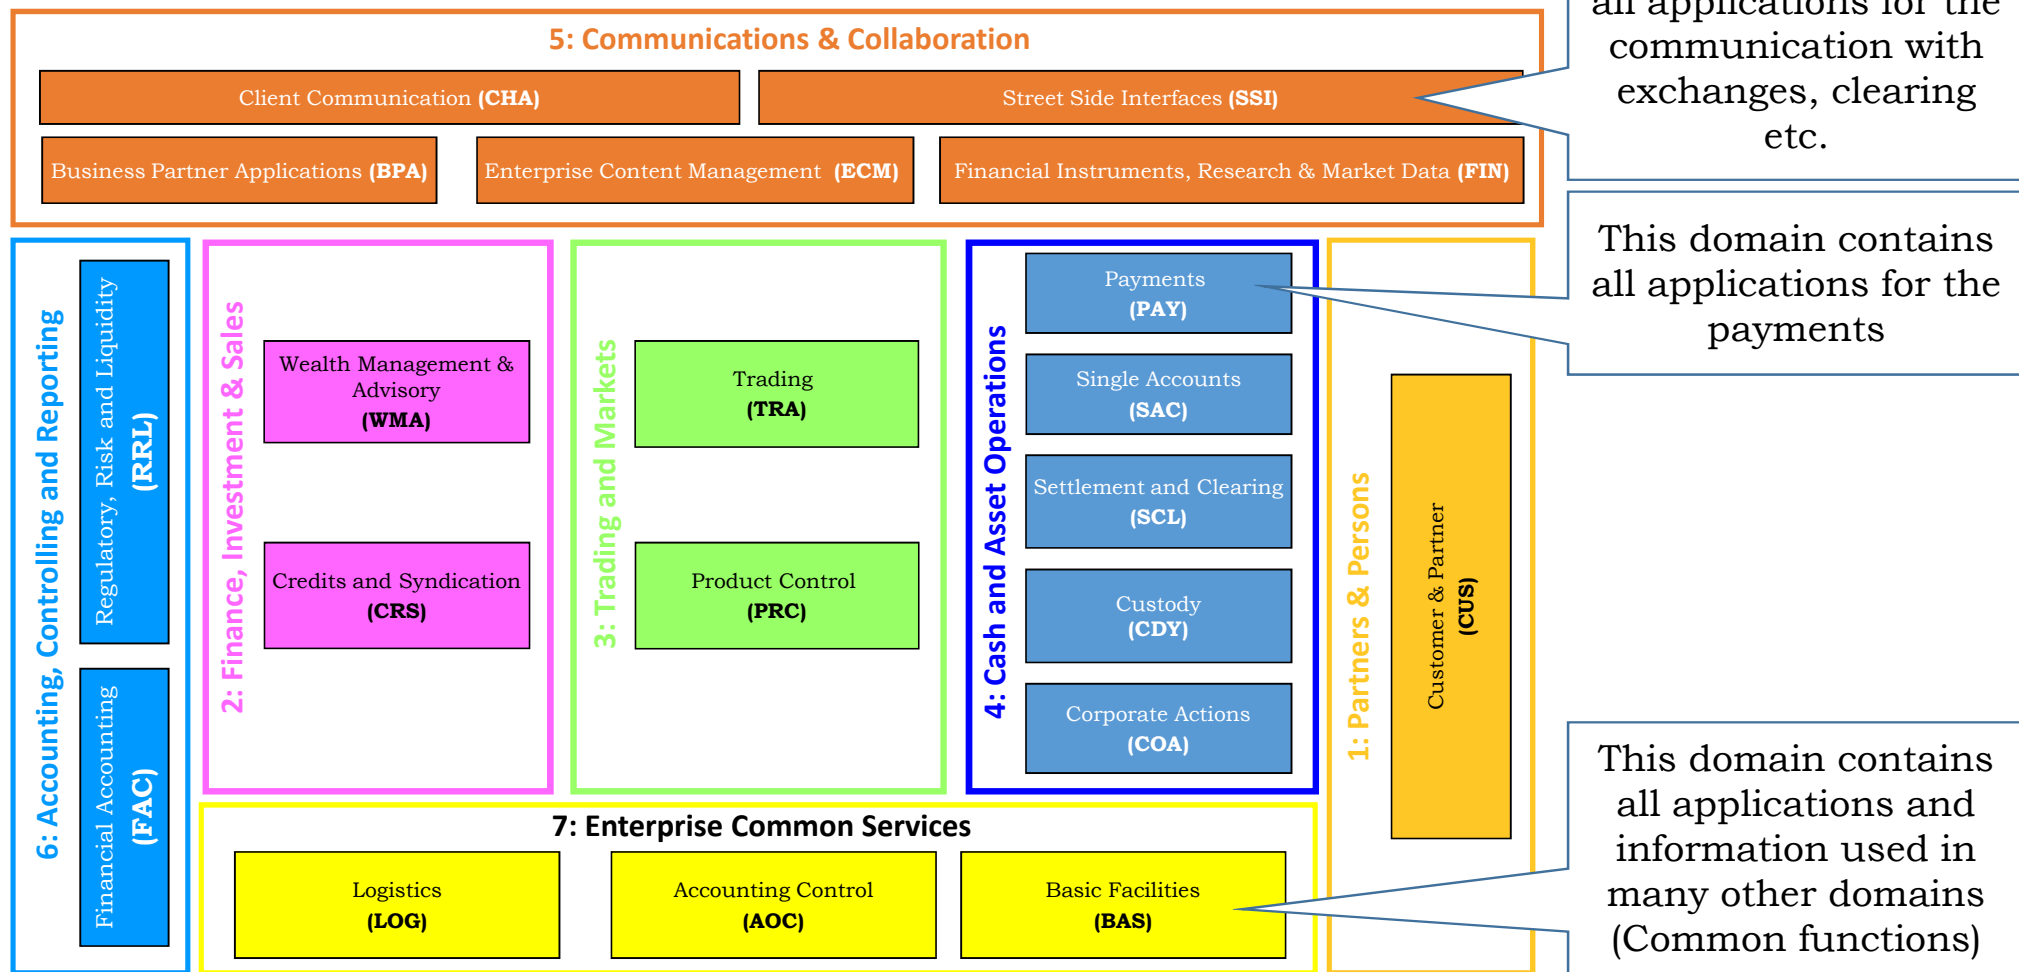 5: Communications & Collaboration
Client Communication (CHA)
Street Side Interfaces (SSI)
Business Partner Applications (BPA)
Enterprise Content Management (ECM)
Financial Instruments, Research & Market Data (FIN)
all applications for the
communication with
exchanges, clearing
etc.
This domain contains
all applications for the
payments
6: Accounting, Controlling and Reporting
Regulatory, Risk and Liquidity
(RRL)
Financial Accounting
(FAC)
2: Finance, Investment & Sales
Wealth Management &
Advisory
(WMA)
Credits and Syndication
(CRS)
3: Trading and Markets
Trading
(TRA)
Product Control
(PRC)
4: Cash and Asset Operations
Payments
(PAY)
Single Accounts
(SAC)
Settlement and Clearing
(SCL)
Custody
(CDY)
Corporate Actions
(COA)
1: Partners & Persons
Customer & Partner
(CUS)
7: Enterprise Common Services
Logistics
(LOG)
Accounting Control
(AOC)
Basic Facilities
(BAS)
This domain contains
all applications and
information used in
many other domains
(Common functions)